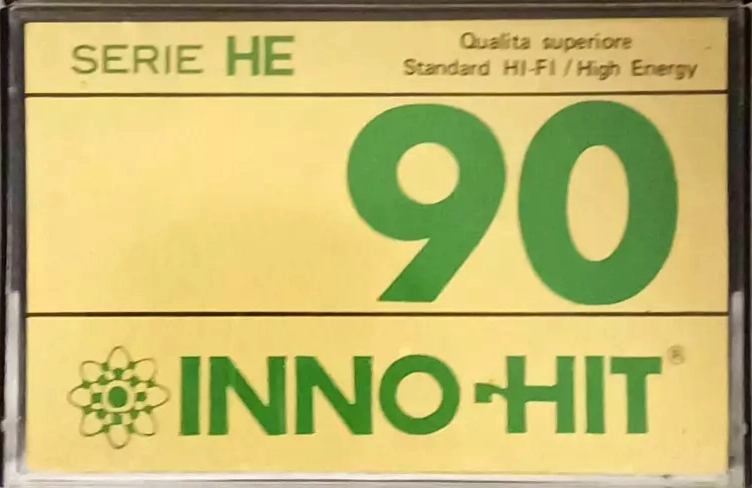 SERIE HE
Qualita superiore
Standard HI-FI / High Energy
90
INNO-HIT®